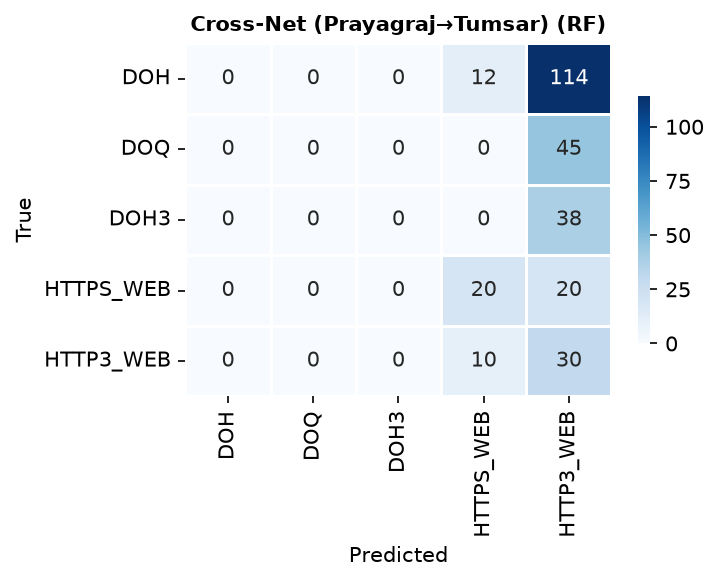 Cross-Net (Prayagraj→Tumsar) (RF)
True
DOH 0 0 0 12 114
DOQ 0 0 0 0 45
DOH3 0 0 0 0 38
HTTPS_WEB 0 0 0 20 20
HTTP3_WEB 0 0 0 10 30
DOH DOQ DOH3 HTTPS_WEB HTTP3_WEB
Predicted
100
75
50
25
0